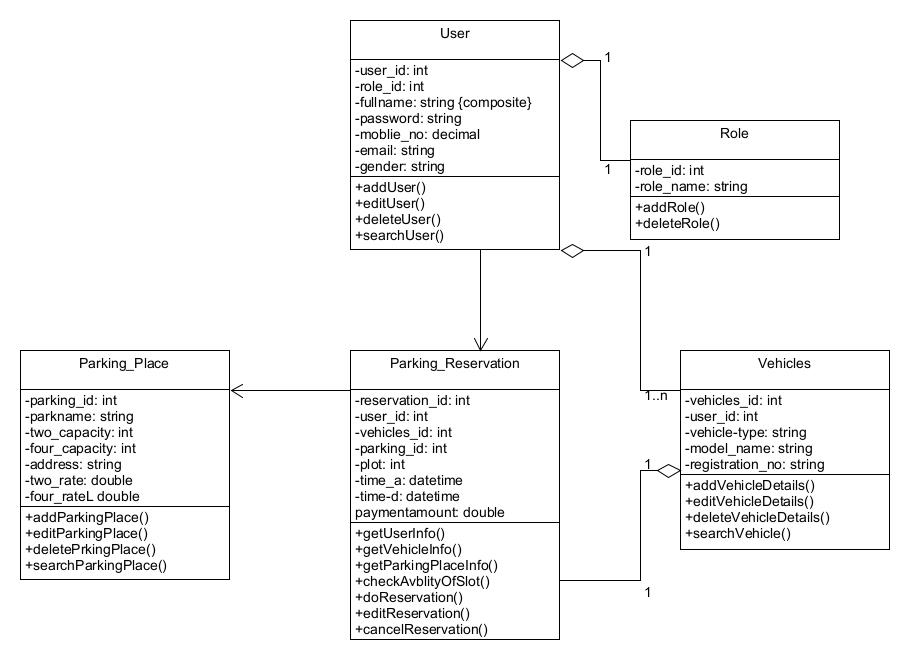 User
-user_id: int
-role_id: int
-fullname: string {composite}
-password: string
-moblie_no: decimal
-email: string
-gender: string
+addUser()
+editUser()
+deleteUser()
+searchUser()
1
1
Role
-role_id: int
-role_name: string
+addRole()
+deleteRole()
1
1..n
Parking_Place
-parking_id: int
-parkname: string
-two_capacity: int
-four_capacity: int
-address: string
-two_rate: double
-four_rateL double
+addParkingPlace()
+editParkingPlace()
+deletePrkingPlace()
+searchParkingPlace()
Parking_Reservation
-reservation_id: int
-user_id: int
-vehicles_id: int
-parking_id: int
-plot: int
-time_a: datetime
-time-d: datetime
paymentamount: double
+getUserInfo()
+getVehicleInfo()
+getParkingPlaceInfo()
+checkAvblityOfSlot()
+doReservation()
+editReservation()
+cancelReservation()
1
1
Vehicles
-vehicles_id: int
-user_id: int
-vehicle-type: string
-model_name: string
-registration_no: string
+addVehicleDetails()
+editVehicleDetails()
+deleteVehicleDetails()
+searchVehicle()